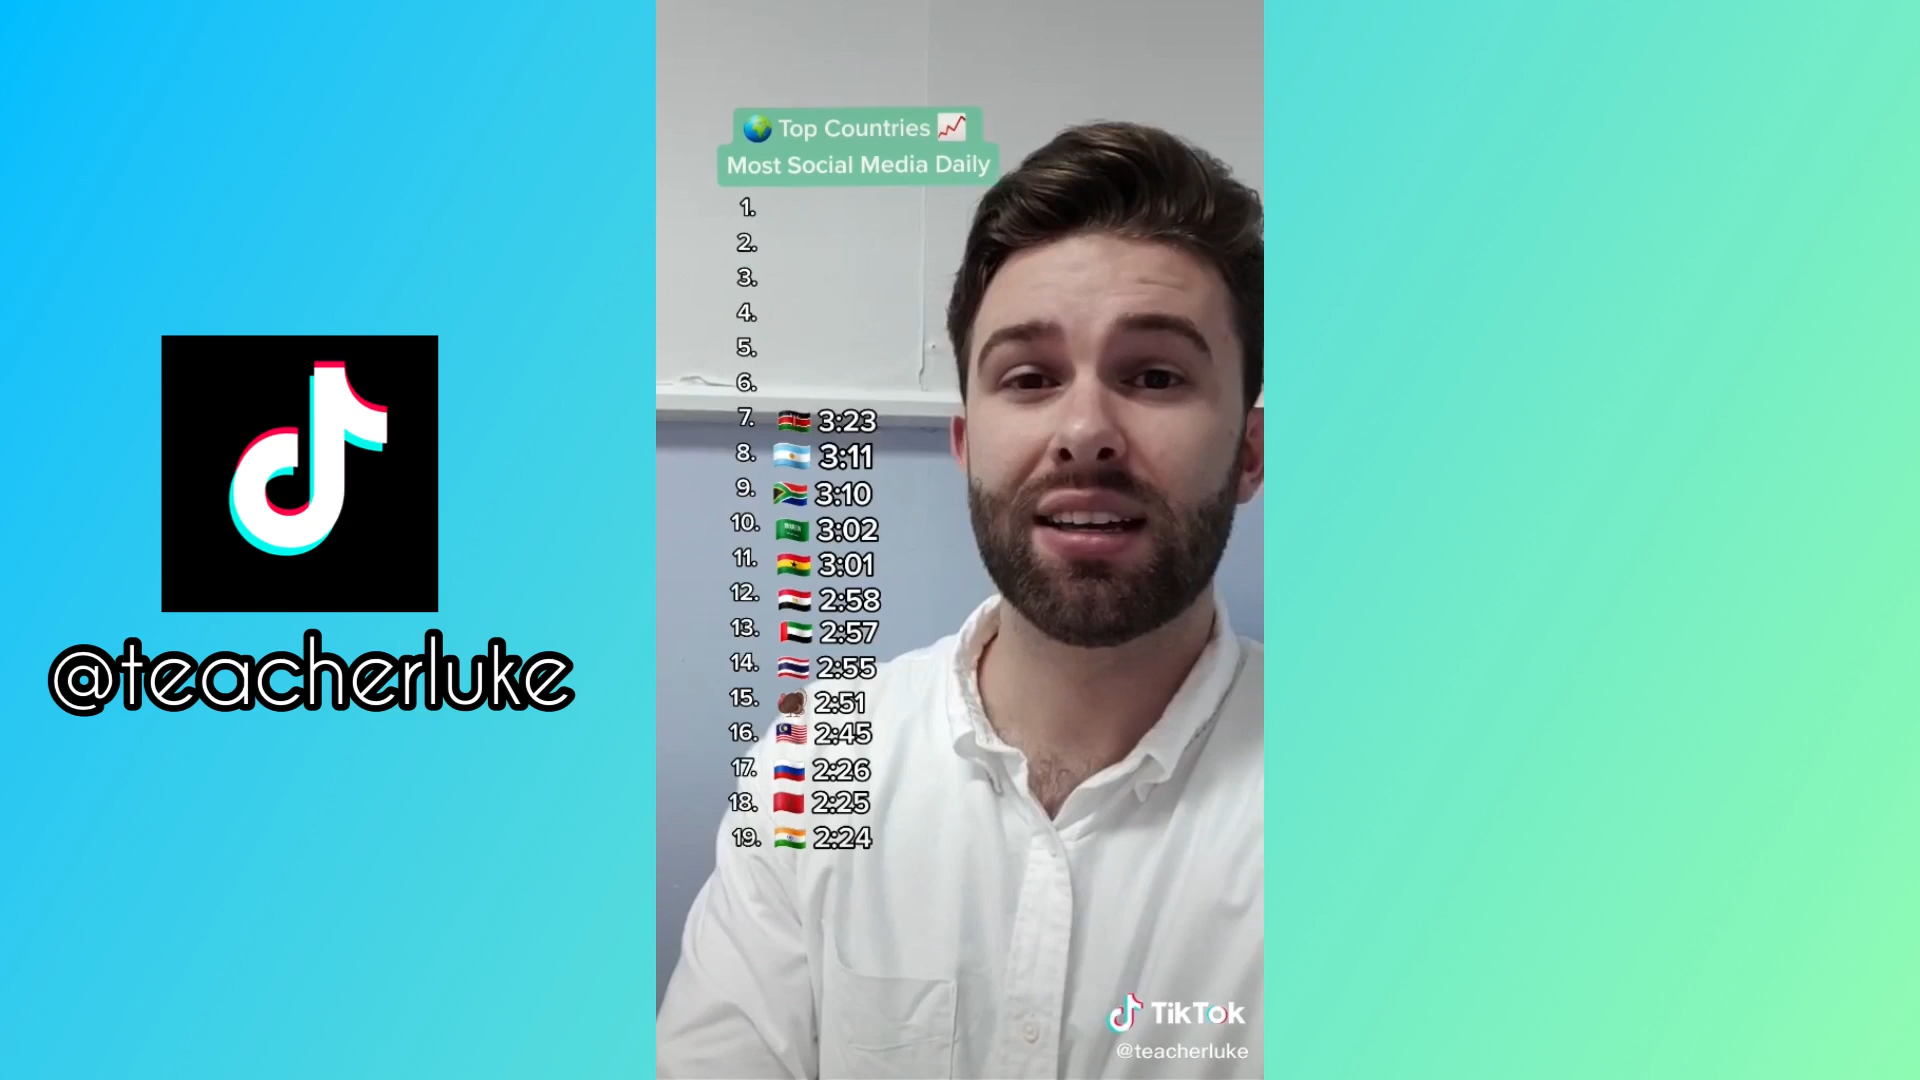 🌍 Top Countries 📈
Most Social Media Daily
1.
2.
3.
4.
5.
6.
7. 🇰🇪 3:23
8. 🇦🇷 3:11
9. 🇿🇦 3:10
10. 🇸🇦 3:02
11. 🇬🇭 3:01
12. 🇪🇬 2:58
13. 🇦🇪 2:57
14. 🇹🇭 2:55
15. 🦃 2:51
16. 🇲🇾 2:45
17. 🇷🇺 2:26
18. 2:25
19. 🇮🇳 2:24
@teacherluke
TikTok
@teacherluke